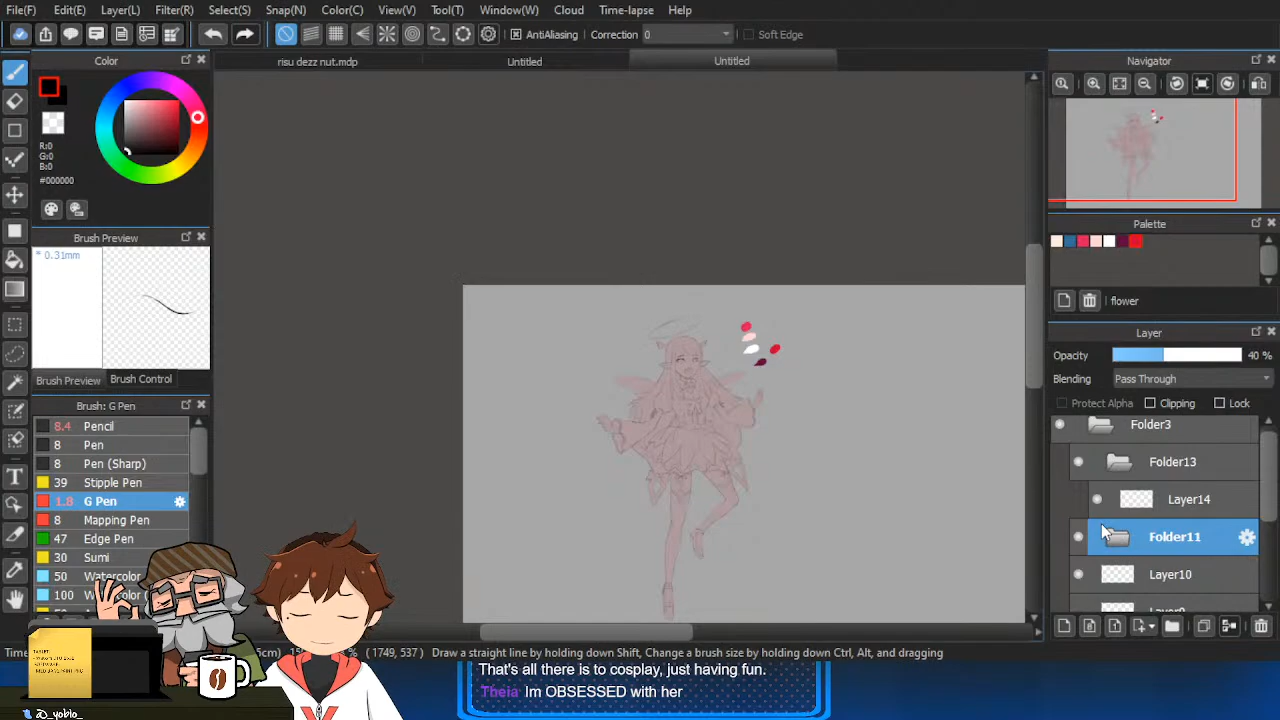 File(F) Edit(E) Layer(L) Filter(R) Select(S) Snap(N) Color(C) View(V) Tool(T) Window(W) Cloud Time-lapse Help
AntiAliasing Correction 0 Soft Edge
Color
risu dezz nut.mdp Untitled Untitled
Navigator
R:0
G:0
B:0
#000000
Brush Preview
* 0.31mm
Brush Preview Brush Control
Brush: G Pen
8.4 Pencil
8 Pen
8 Pen (Sharp)
39 Stipple Pen
1.8 G Pen
8 Mapping Pen
47 Edge Pen
30 Sumi
50 Watercolor
100 Watercolor
Palette
flower
Layer
Opacity 40 %
Blending Pass Through
Protect Alpha Clipping Lock
Folder3
Folder13
Layer14
Folder11
Layer10
(1749, 537) Draw a straight line by holding down Shift, Change a brush size by holding down Ctrl, Alt, and dragging
That's all there is to cosplay, just having fun.
Theia Im OBSESSED with her
TABLET:
@_yoblo_